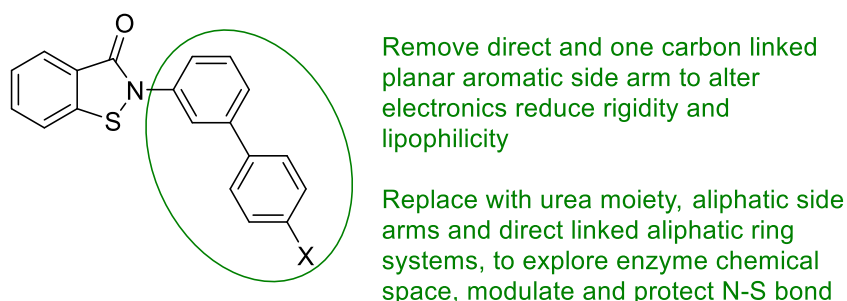 O
N
S
X
Remove direct and one carbon linked
planar aromatic side arm to alter
electronics reduce rigidity and
lipophilicity
Replace with urea moiety, aliphatic side
arms and direct linked aliphatic ring
systems, to explore enzyme chemical
space, modulate and protect N-S bond